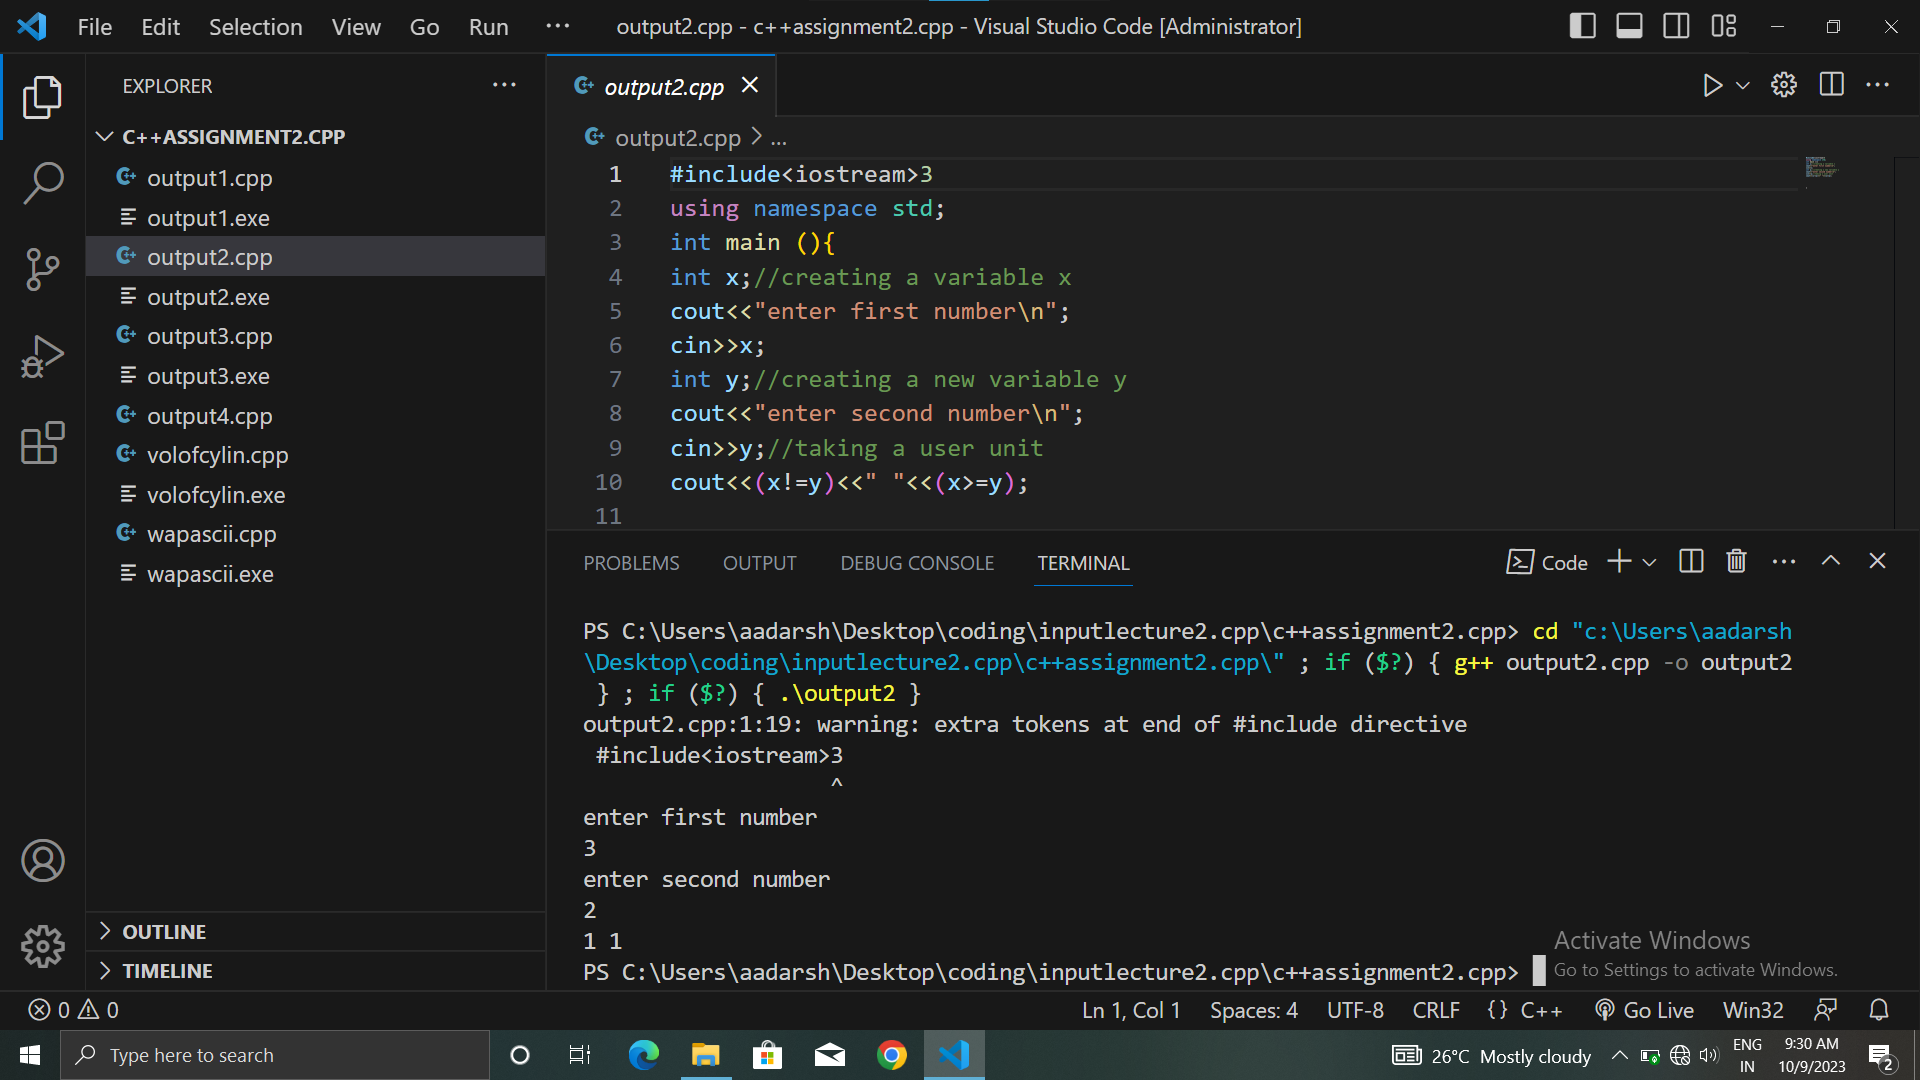 File Edit Selection View Go Run ··· output2.cpp - c++assignment2.cpp - Visual Studio Code [Administrator]
EXPLORER ···
C++ASSIGNMENT2.CPP
output1.cpp
output1.exe
output2.cpp
output2.exe
output3.cpp
output3.exe
output4.cpp
volofcylin.cpp
volofcylin.exe
wapascii.cpp
wapascii.exe
OUTLINE
TIMELINE
output2.cpp
output2.cpp > ...
1 #include<iostream>3
2 using namespace std;
3 int main (){
4 int x;//creating a variable x
5 cout<<"enter first number\n";
6 cin>>x;
7 int y;//creating a new variable y
8 cout<<"enter second number\n";
9 cin>>y;//taking a user unit
10 cout<<(x!=y)<<" "<<(x>=y);
11
PROBLEMS OUTPUT DEBUG CONSOLE TERMINAL Code
PS C:\Users\aadarsh\Desktop\coding\inputlecture2.cpp\c++assignment2.cpp> cd "c:\Users\aadarsh
\Desktop\coding\inputlecture2.cpp\c++assignment2.cpp\" ; if ($?) { g++ output2.cpp -o output2
} ; if ($?) { .\output2 }
output2.cpp:1:19: warning: extra tokens at end of #include directive
#include<iostream>3
^
enter first number
3
enter second number
2
1 1
PS C:\Users\aadarsh\Desktop\coding\inputlecture2.cpp\c++assignment2.cpp>
Activate Windows
Go to Settings to activate Windows.
0 0 Ln 1, Col 1 Spaces: 4 UTF-8 CRLF {} C++ Go Live Win32
Type here to search 26°C Mostly cloudy ENG IN 9:30 AM 10/9/2023 2